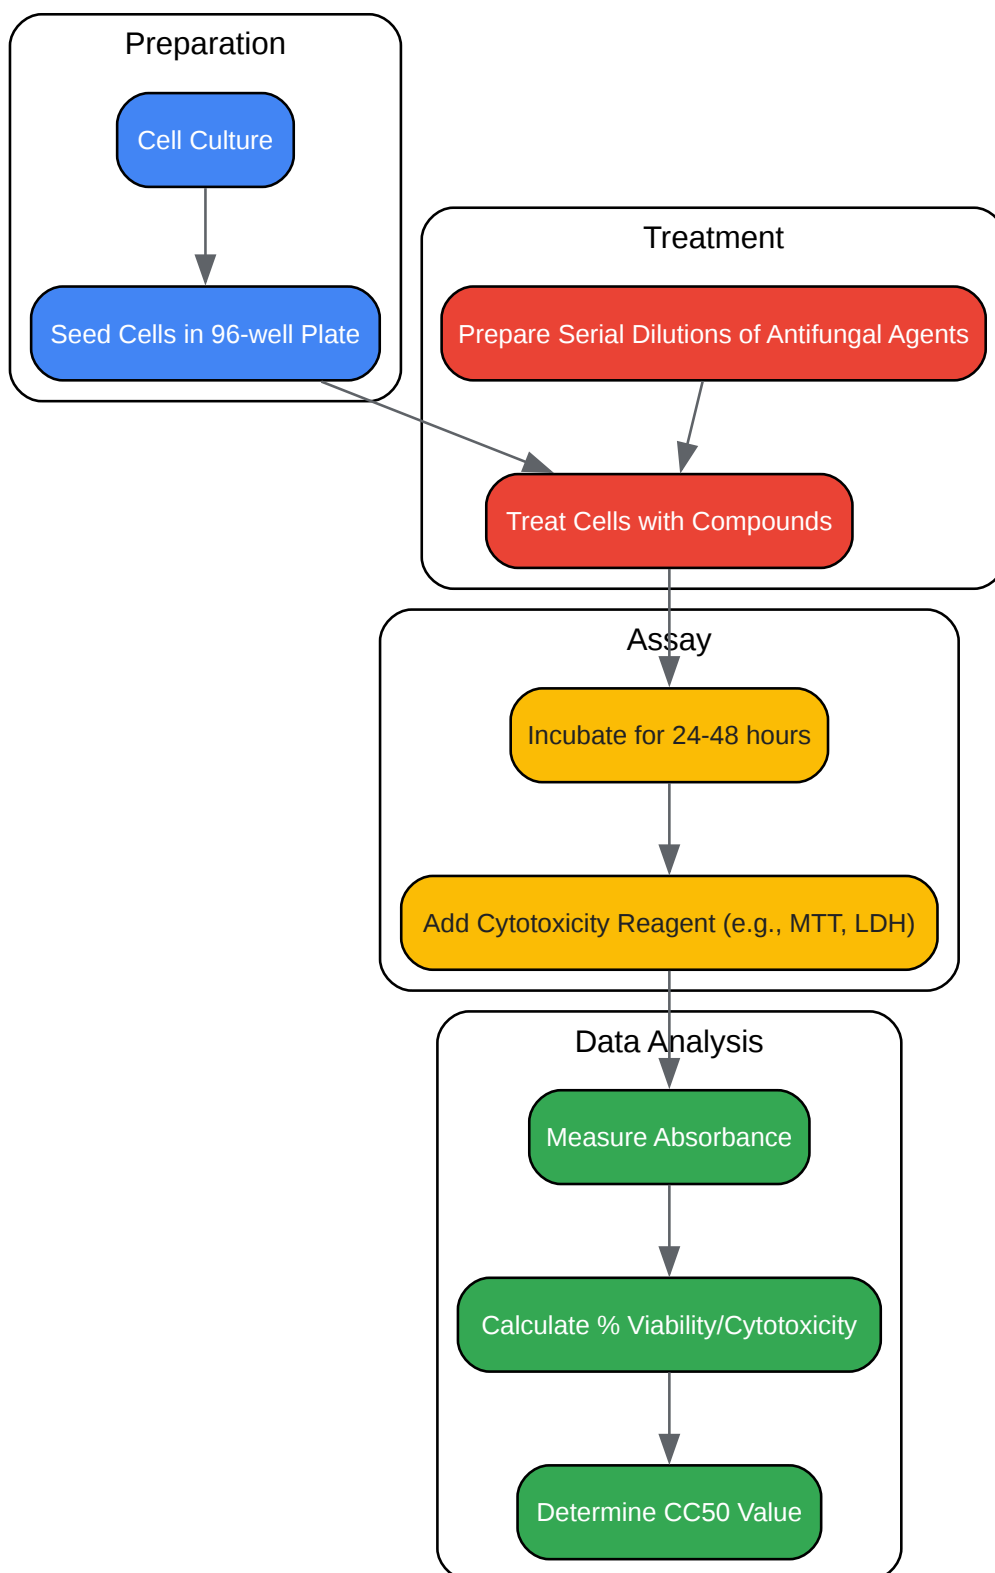 Preparation
Cell Culture
Seed Cells in 96-well Plate
Treatment
Prepare Serial Dilutions of Antifungal Agents
Treat Cells with Compounds
Assay
Incubate for 24-48 hours
Add Cytotoxicity Reagent (e.g., MTT, LDH)
Data Analysis
Measure Absorbance
Calculate % Viability/Cytotoxicity
Determine CC50 Value